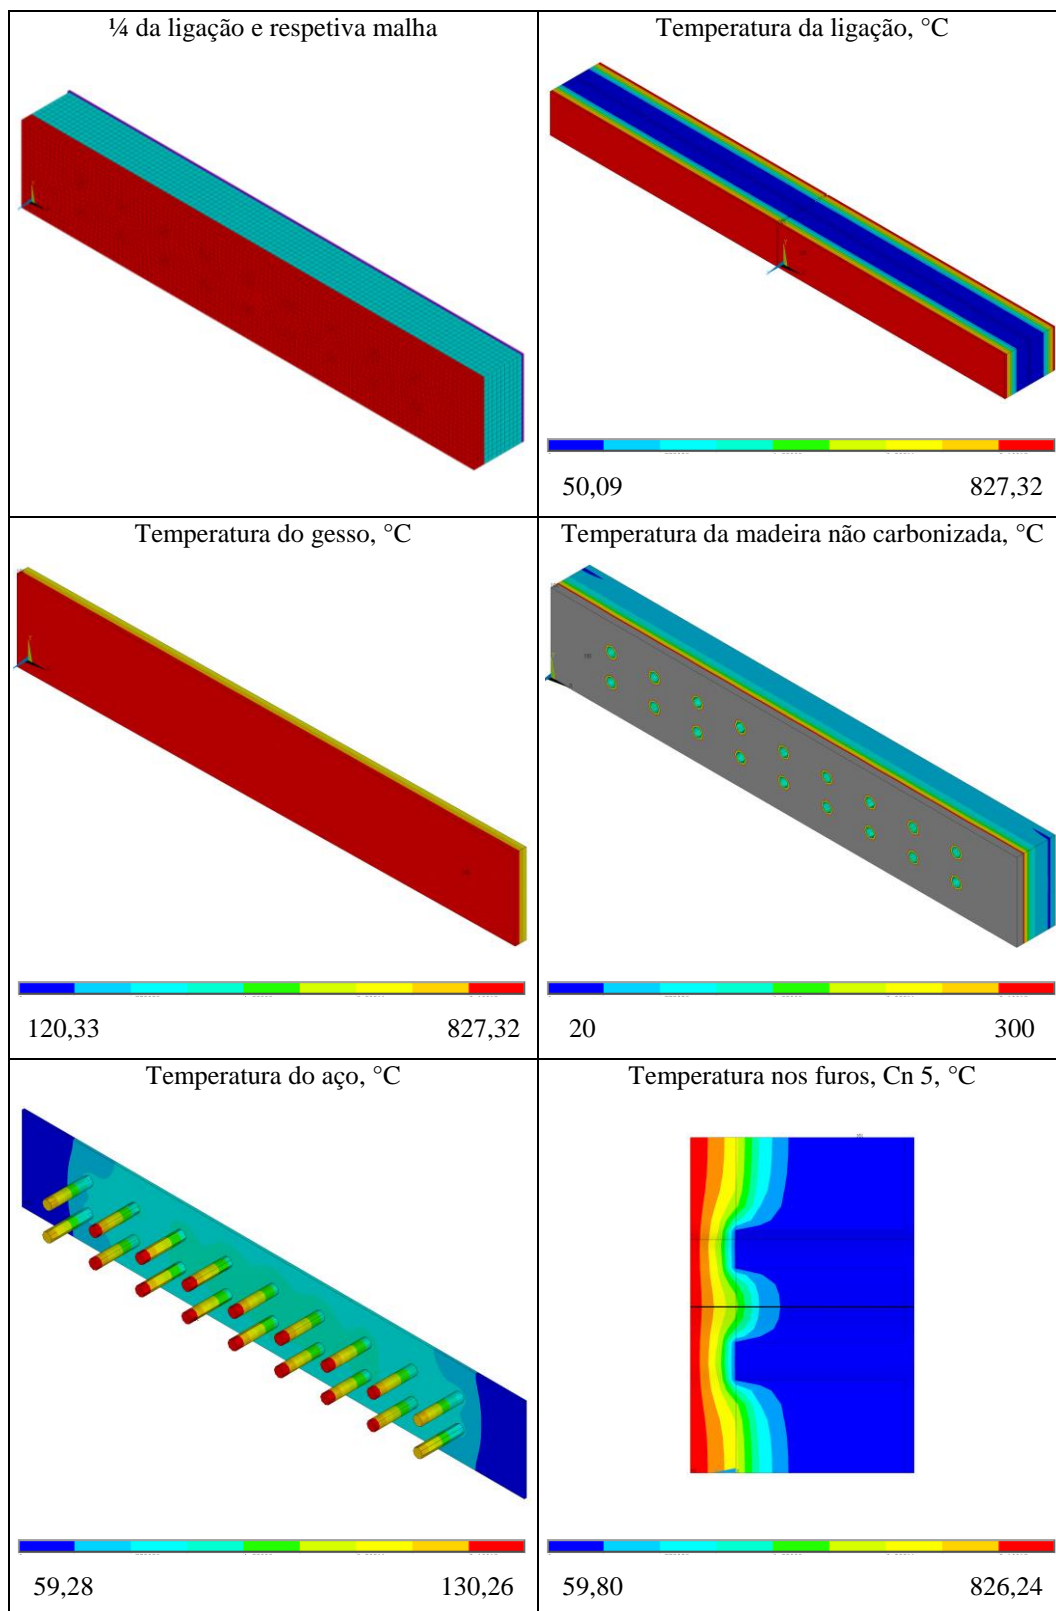 ¼ da ligação e respetiva malha
Temperatura da ligação, °C
50,09 827,32
Temperatura do gesso, °C
Temperatura da madeira não carbonizada, °C
120,33 827,32
20 300
Temperatura do aço, °C
Temperatura nos furos, Cn 5, °C
59,28 130,26
59,80 826,24